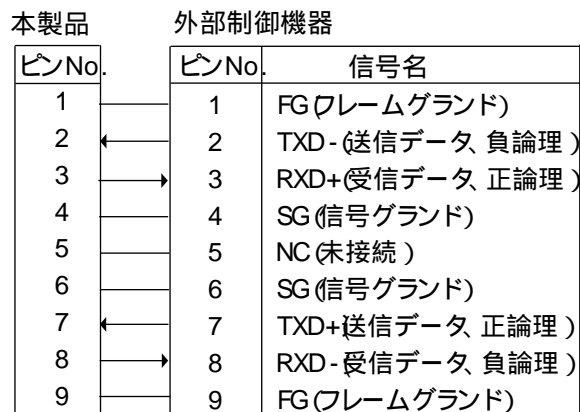 本製品 外部制御機器
ピンNo. ピンNo. 信号名
1 1 FG(フレームグランド)
2 2 TXD-(送信データ、負論理)
3 3 RXD+(受信データ、正論理)
4 4 SG(信号グランド)
5 5 NC(未接続)
6 6 SG(信号グランド)
7 7 TXD+(送信データ、正論理)
8 8 RXD-(受信データ、負論理)
9 9 FG(フレームグランド)